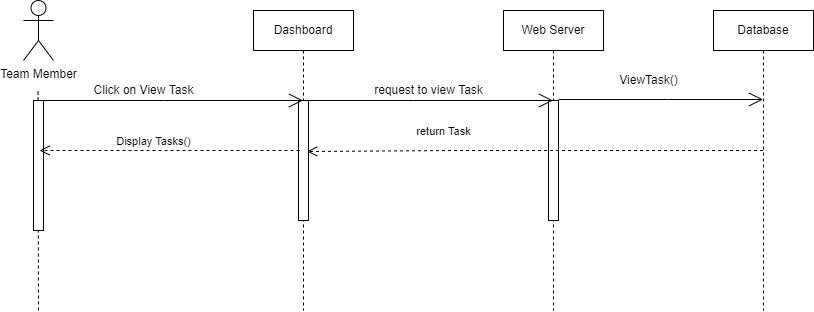 Dashboard
Web Server
Database
Team Member
Click on View Task
request to view Task
ViewTask()
Display Tasks()
return Task